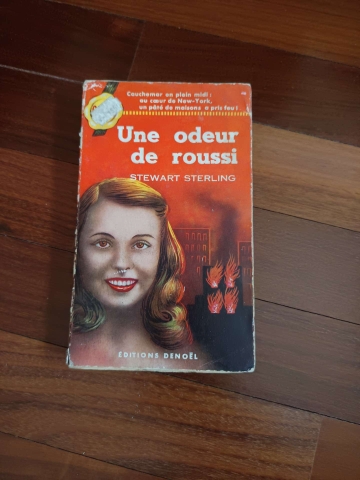 Cauchemar en plein midi :
au cœur de New-York,
un pâté de maisons a pris feu !
Une odeur
de roussi
STEWART STERLING
ÉDITIONS DENOËL